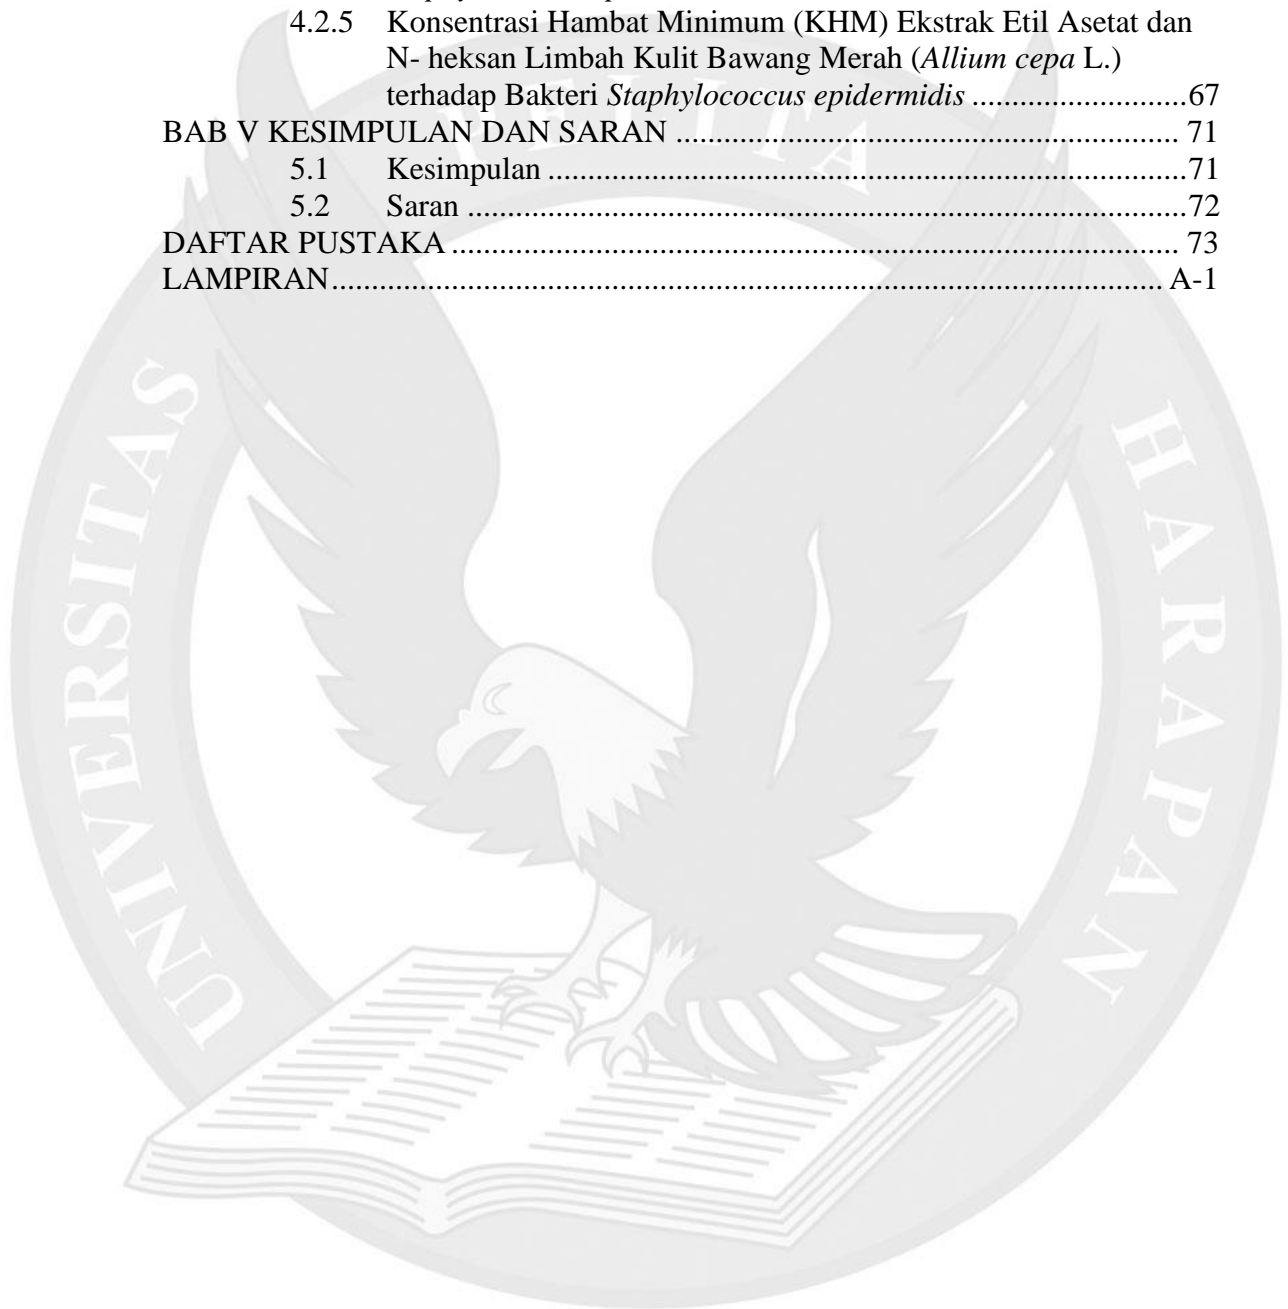 4.2.5 Konsentrasi Hambat Minimum (KHM) Ekstrak Etil Asetat dan
N- heksan Limbah Kulit Bawang Merah (Allium cepa L.)
terhadap Bakteri Staphylococcus epidermidis ...........................67
BAB V KESIMPULAN DAN SARAN ............................................................... 71
5.1 Kesimpulan ................................................................................71
5.2 Saran ..........................................................................................72
DAFTAR PUSTAKA ........................................................................................... 73
LAMPIRAN........................................................................................................ A-1
UNIVERSITAS PELITA HARAPAN